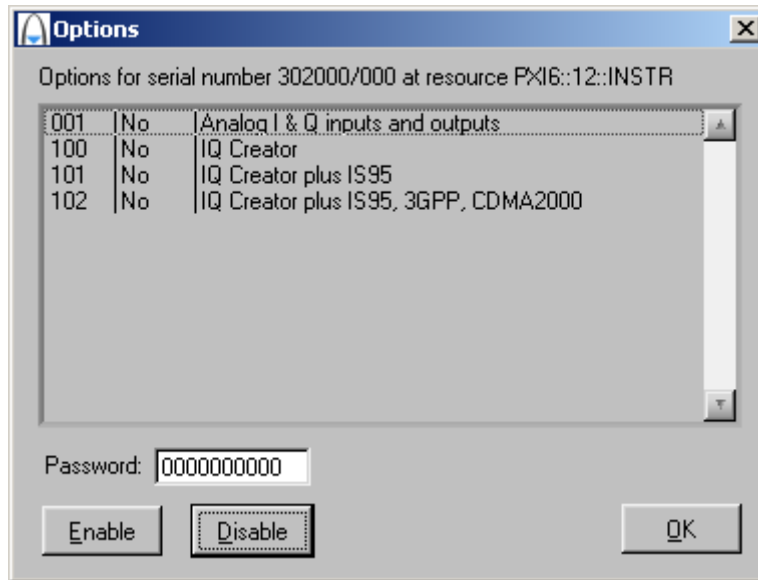 Options
Options for serial number 302000/000 at resource PXI6::12::INSTR
001 No Analog I & Q inputs and outputs
100 No IQ Creator
101 No IQ Creator plus IS95
102 No IQ Creator plus IS95, 3GPP, CDMA2000
Password: 0000000000
Enable Disable OK